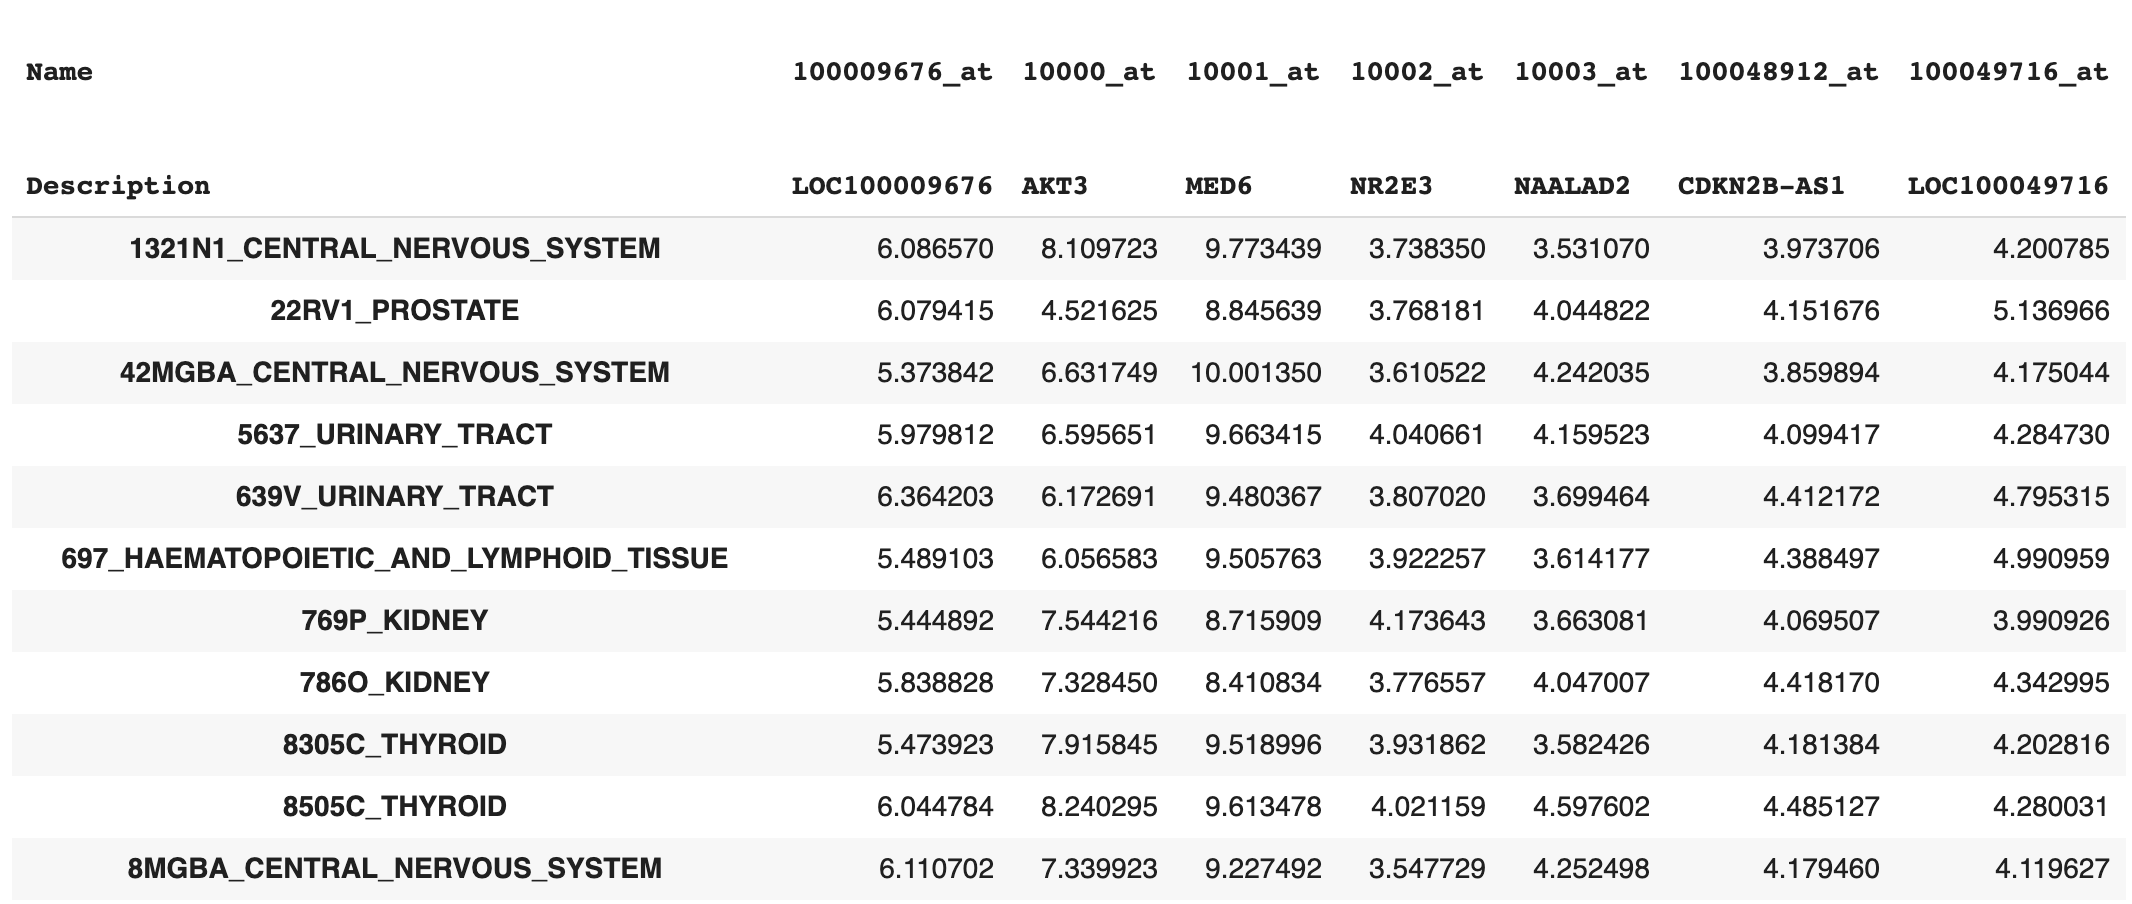 Name 100009676_at 10000_at 10001_at 10002_at 10003_at 100048912_at 100049716_at
Description LOC100009676 AKT3 MED6 NR2E3 NAALAD2 CDKN2B-AS1 LOC100049716
1321N1_CENTRAL_NERVOUS_SYSTEM 6.086570 8.109723 9.773439 3.738350 3.531070 3.973706 4.200785
22RV1_PROSTATE 6.079415 4.521625 8.845639 3.768181 4.044822 4.151676 5.136966
42MGBA_CENTRAL_NERVOUS_SYSTEM 5.373842 6.631749 10.001350 3.610522 4.242035 3.859894 4.175044
5637_URINARY_TRACT 5.979812 6.595651 9.663415 4.040661 4.159523 4.099417 4.284730
639V_URINARY_TRACT 6.364203 6.172691 9.480367 3.807020 3.699464 4.412172 4.795315
697_HAEMATOPOIETIC_AND_LYMPHOID_TISSUE 5.489103 6.056583 9.505763 3.922257 3.614177 4.388497 4.990959
769P_KIDNEY 5.444892 7.544216 8.715909 4.173643 3.663081 4.069507 3.990926
786O_KIDNEY 5.838828 7.328450 8.410834 3.776557 4.047007 4.418170 4.342995
8305C_THYROID 5.473923 7.915845 9.518996 3.931862 3.582426 4.181384 4.202816
8505C_THYROID 6.044784 8.240295 9.613478 4.021159 4.597602 4.485127 4.280031
8MGBA_CENTRAL_NERVOUS_SYSTEM 6.110702 7.339923 9.227492 3.547729 4.252498 4.179460 4.119627